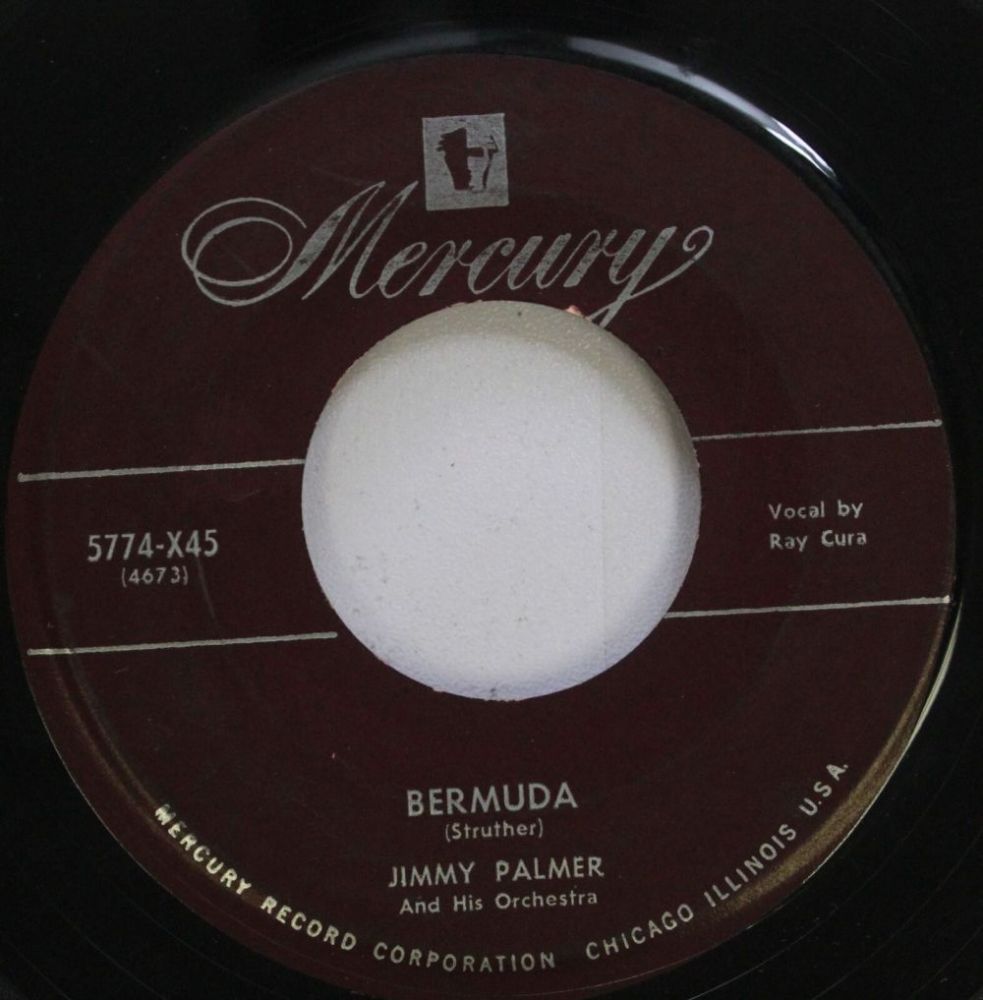 Mercury
5774-X45
(4673)
Vocal by
Ray Cura
BERMUDA
(Struther)
JIMMY PALMER
And His Orchestra
MERCURY RECORD CORPORATION CHICAGO ILLINOIS U.S.A.